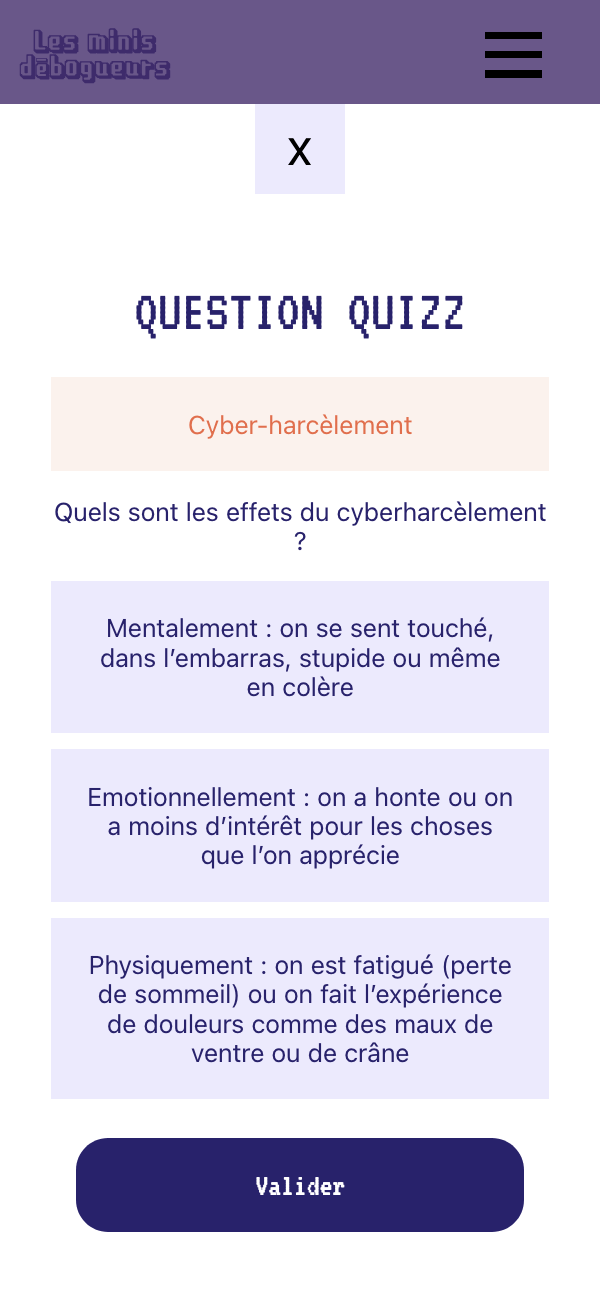 Les minis
débogueurs
X
QUESTION QUIZZ
Cyber-harcèlement
Quels sont les effets du cyberharcèlement
?
Mentalement : on se sent touché,
dans l’embarras, stupide ou même
en colère
Emotionnellement : on a honte ou on
a moins d’intérêt pour les choses
que l’on apprécie
Physiquement : on est fatigué (perte
de sommeil) ou on fait l’expérience
de douleurs comme des maux de
ventre ou de crâne
Valider